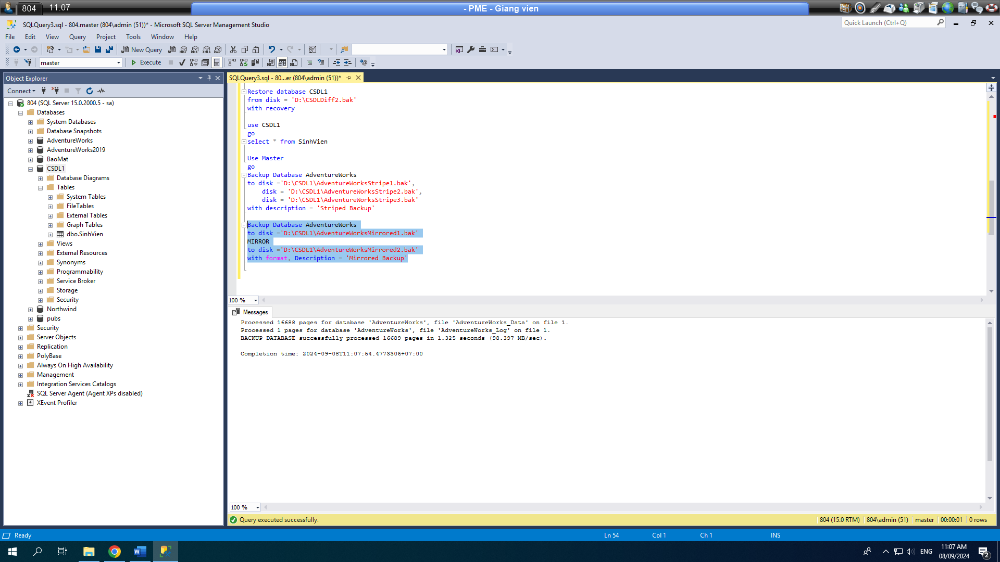 804
11:07
- PME - Giang vien
SQLQuery3.sql - 804.master (804\admin (51))* - Microsoft SQL Server Management Studio
Quick Launch (Ctrl+Q)
File Edit View Query Project Tools Window Help
New Query
MDX DMX XMLA DAX
master
Execute
Object Explorer
Connect
804 (SQL Server 15.0.2000.5 - sa)
Databases
System Databases
Database Snapshots
AdventureWorks
AdventureWorks2019
BaoMat
CSDL1
Database Diagrams
Tables
System Tables
FileTables
External Tables
Graph Tables
dbo.SinhVien
Views
External Resources
Synonyms
Programmability
Service Broker
Storage
Security
Northwind
pubs
Security
Server Objects
Replication
PolyBase
Always On High Availability
Management
Integration Services Catalogs
SQL Server Agent (Agent XPs disabled)
XEvent Profiler
SQLQuery3.sql - 80...er (804\admin (51))*
Restore database CSDL1
from disk = 'D:\CSDLDiff2.bak'
with recovery
use CSDL1
go
select * from SinhVien
Use Master
go
Backup Database AdventureWorks
to disk ='D:\CSDL1\AdventureWorksStripe1.bak',
disk = 'D:\CSDL1\AdventureWorksStripe2.bak',
disk = 'D:\CSDL1\AdventureWorksStripe3.bak'
with description = 'Striped Backup'
Backup Database AdventureWorks
to disk ='D:\CSDL1\AdventureWorksMirrored1.bak'
MIRROR
to disk ='D:\CSDL1\AdventureWorksMirrored2.bak'
with format, Description = 'Mirrored Backup'
100 %
Messages
Processed 16688 pages for database 'AdventureWorks', file 'AdventureWorks_Data' on file 1.
Processed 1 pages for database 'AdventureWorks', file 'AdventureWorks_Log' on file 1.
BACKUP DATABASE successfully processed 16689 pages in 1.325 seconds (98.397 MB/sec).
Completion time: 2024-09-08T11:07:54.4773306+07:00
100 %
Query executed successfully.
804 (15.0 RTM) 804\admin (51) master 00:00:01 0 rows
Ready
Ln 54 Col 1 Ch 1 INS
ENG
11:07 AM
08/09/2024
2